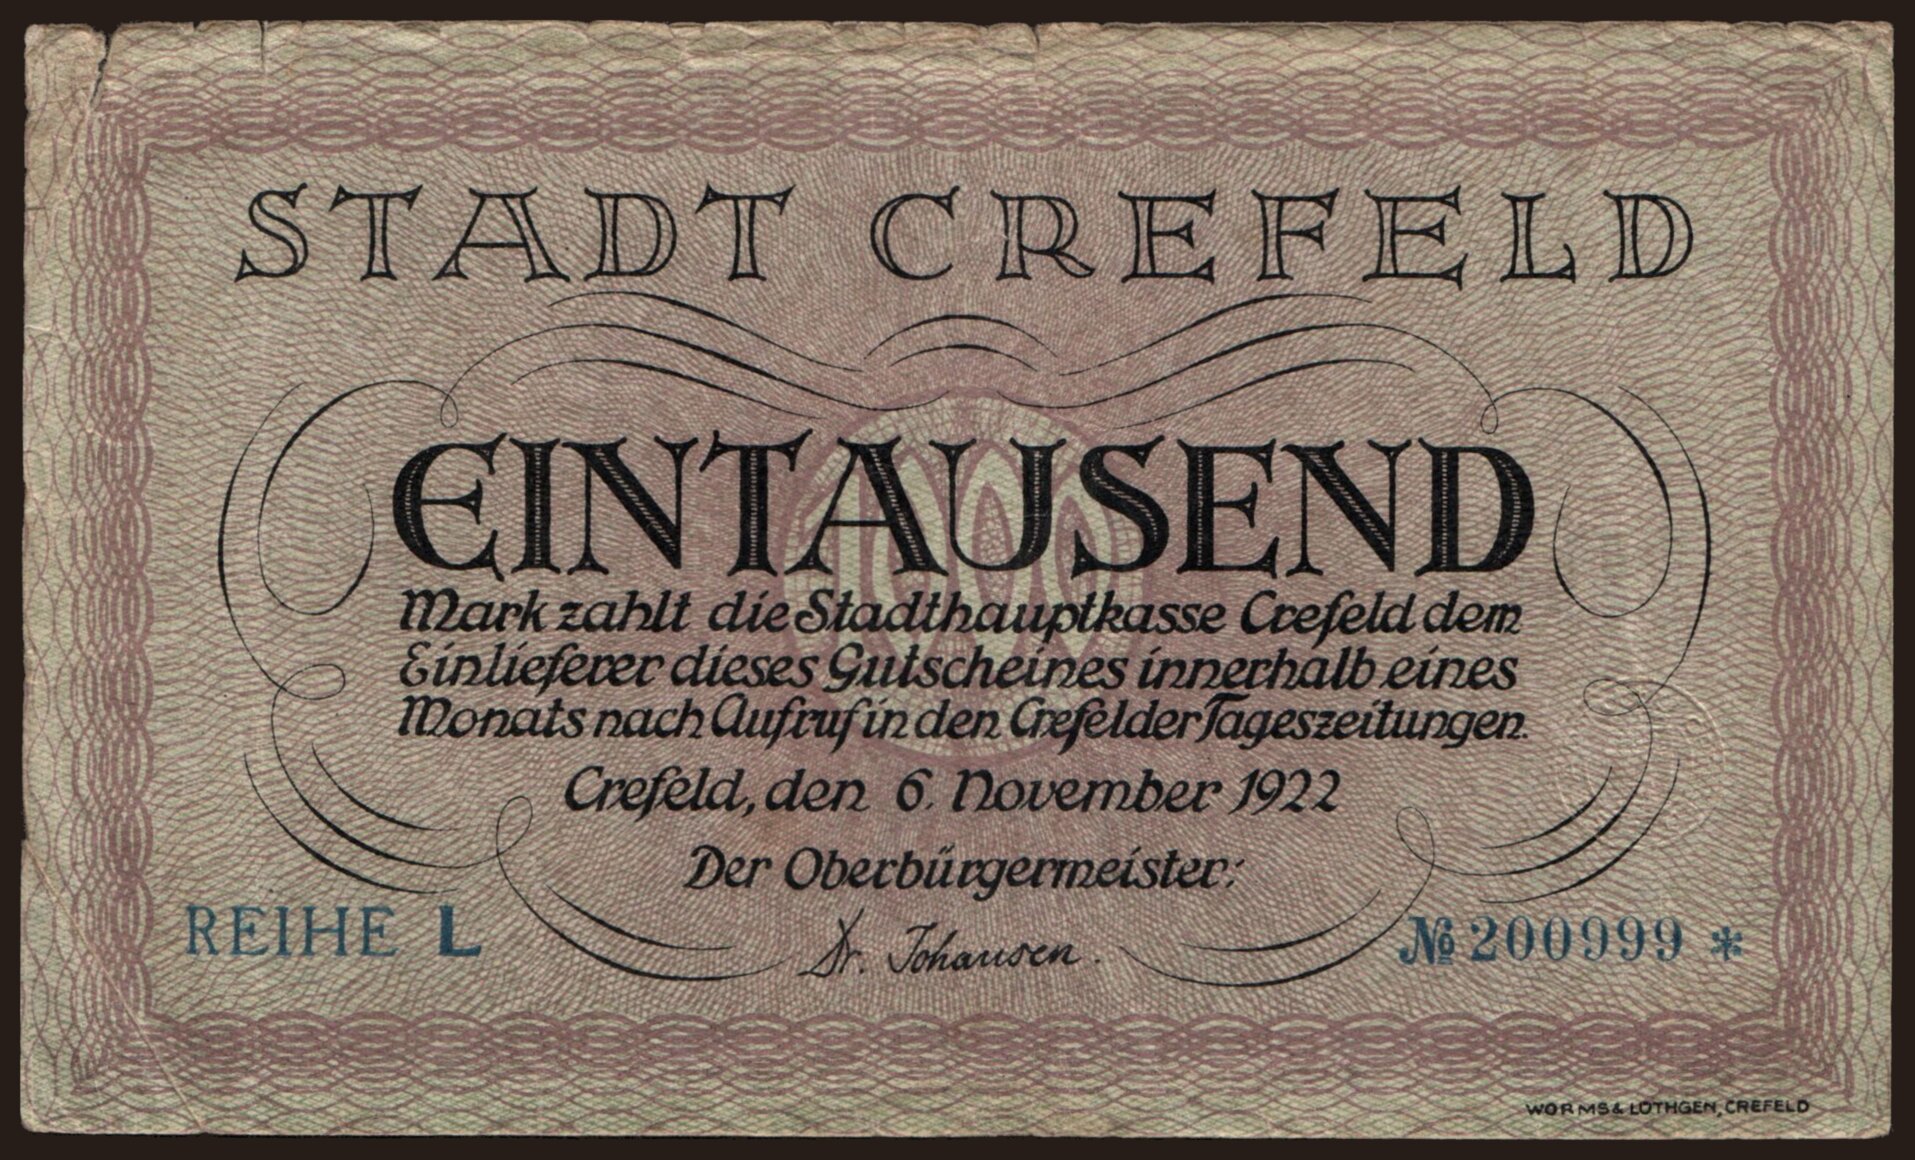 STADT CREFELD
1000
EINTAUSEND
Mark zahlt die Stadthauptkasse Crefeld dem
Einlieferer dieses Gutscheines innerhalb eines
Monats nach Aufruf in den Crefelder Tageszeitungen.
Crefeld, den 6. November 1922
Der Oberbürgermeister:
Dr. Johansen.
REIHE L
№ 200999 *
WORMS & LÜTHGEN, CREFELD